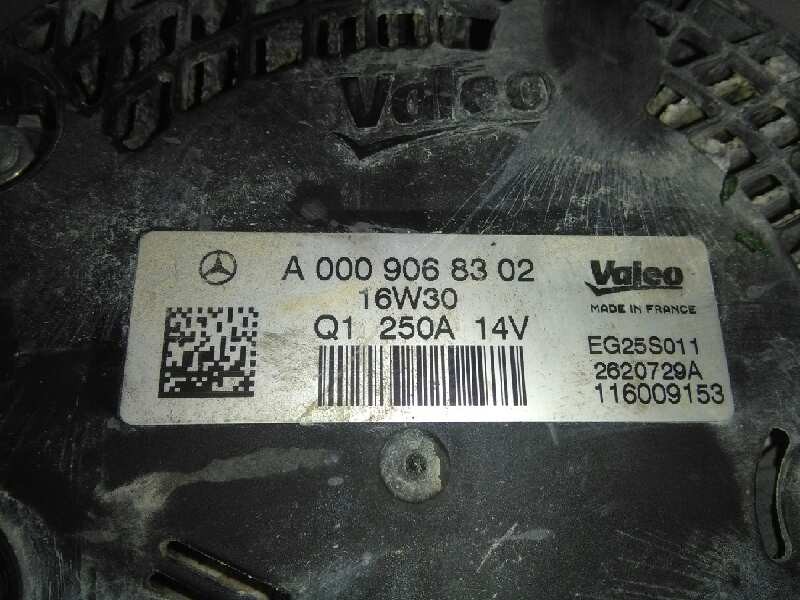 Valeo
A 000 906 83 02
16W30
Q1 250A 14V
Valeo
MADE IN FRANCE
EG25S011
2620729A
116009153